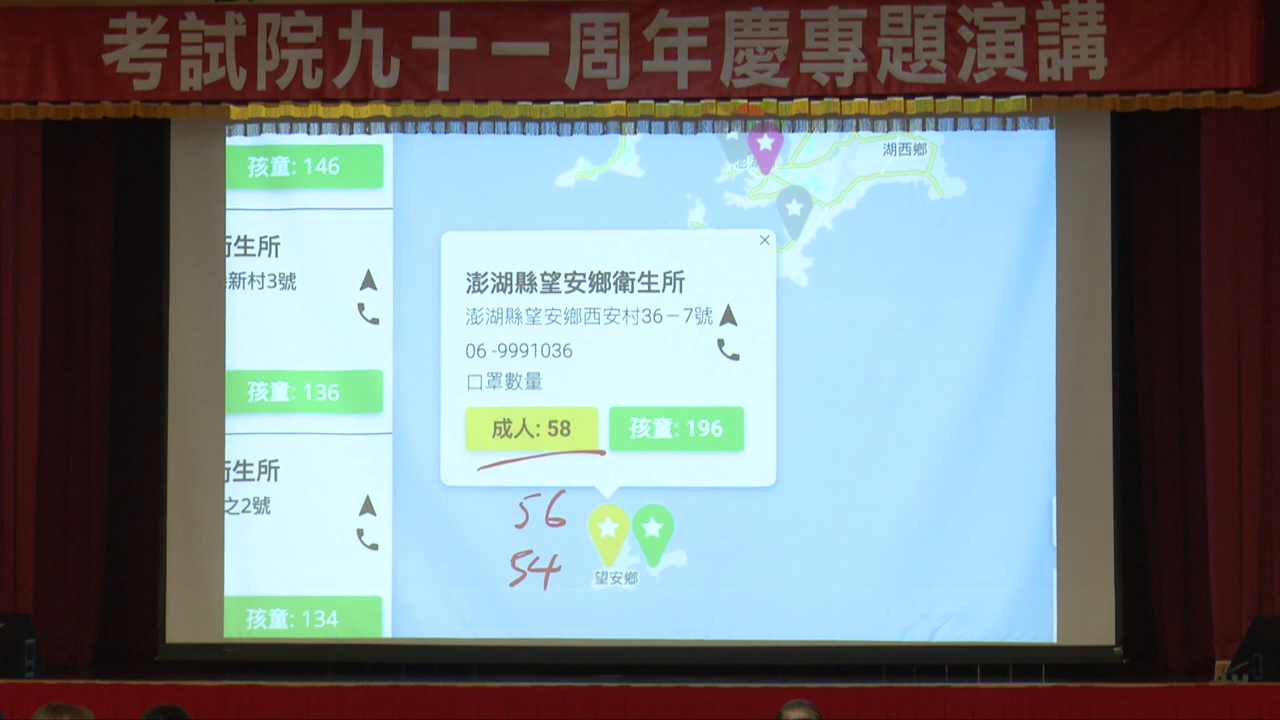 考試院九十一周年慶專題演講
孩童: 146
生所
新村3號
孩童: 136
生所
之2號
孩童: 134
湖西鄉
澎湖縣望安鄉衛生所
澎湖縣望安鄉西安村36－7號
06 -9991036
口罩數量
成人: 58
孩童: 196
56
54
望安鄉